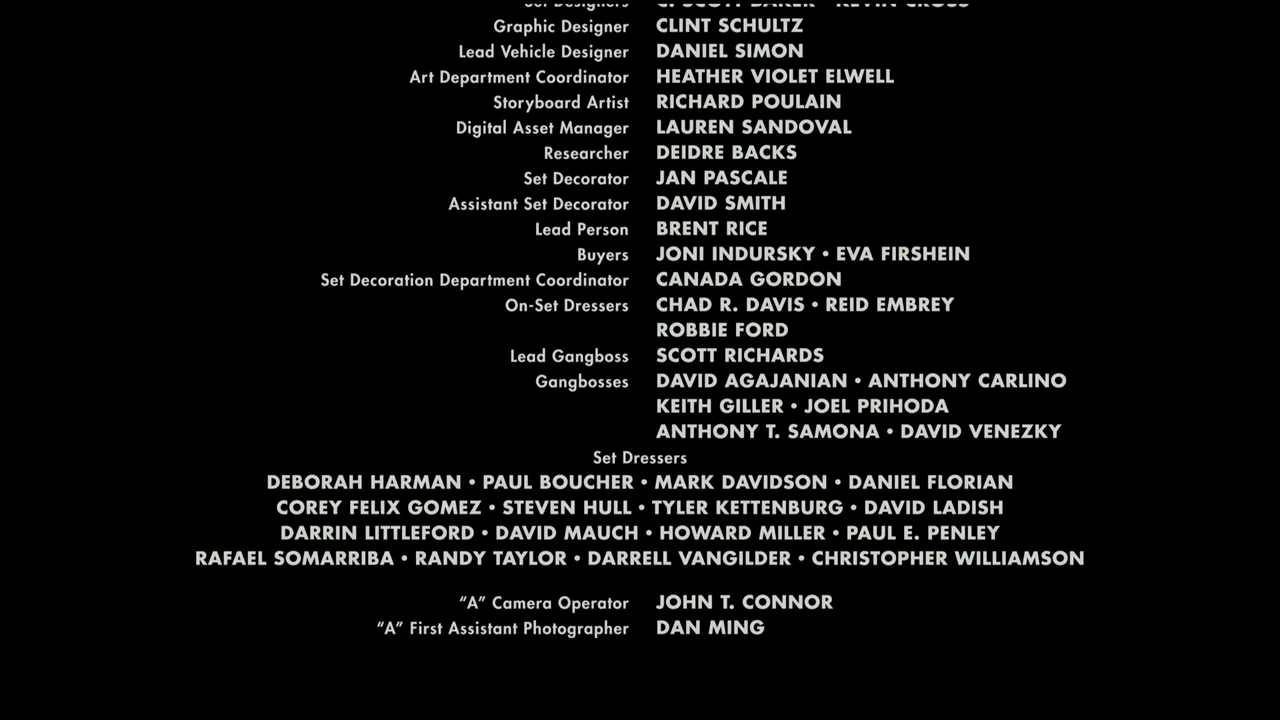 Set Designers C. SCOTT BAKER • KEVIN CROSS
Graphic Designer CLINT SCHULTZ
Lead Vehicle Designer DANIEL SIMON
Art Department Coordinator HEATHER VIOLET ELWELL
Storyboard Artist RICHARD POULAIN
Digital Asset Manager LAUREN SANDOVAL
Researcher DEIDRE BACKS
Set Decorator JAN PASCALE
Assistant Set Decorator DAVID SMITH
Lead Person BRENT RICE
Buyers JONI INDURSKY • EVA FIRSHEIN
Set Decoration Department Coordinator CANADA GORDON
On-Set Dressers CHAD R. DAVIS • REID EMBREY
ROBBIE FORD
Lead Gangboss SCOTT RICHARDS
Gangbosses DAVID AGAJANIAN • ANTHONY CARLINO
KEITH GILLER • JOEL PRIHODA
ANTHONY T. SAMONA • DAVID VENEZKY
Set Dressers
DEBORAH HARMAN • PAUL BOUCHER • MARK DAVIDSON • DANIEL FLORIAN
COREY FELIX GOMEZ • STEVEN HULL • TYLER KETTENBURG • DAVID LADISH
DARRIN LITTLEFORD • DAVID MAUCH • HOWARD MILLER • PAUL E. PENLEY
RAFAEL SOMARRIBA • RANDY TAYLOR • DARRELL VANGILDER • CHRISTOPHER WILLIAMSON
“A” Camera Operator JOHN T. CONNOR
“A” First Assistant Photographer DAN MING